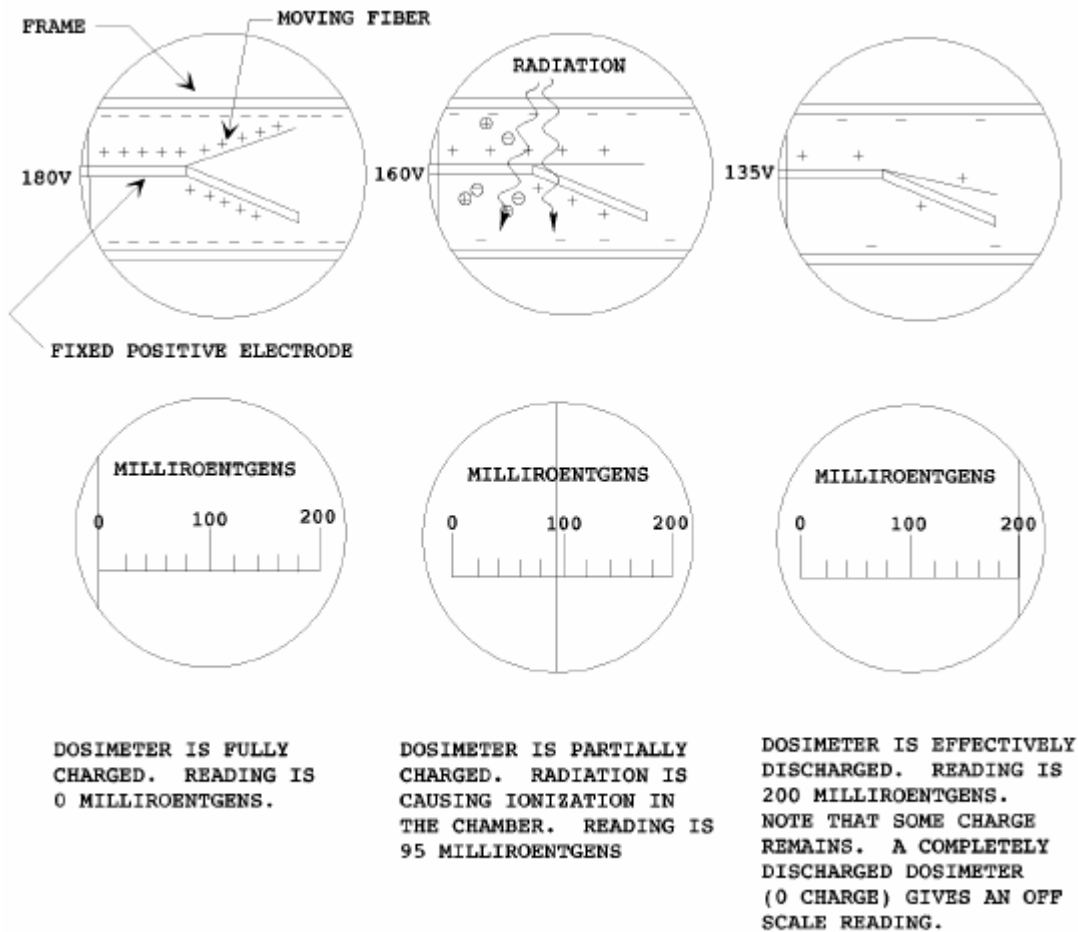 FRAME
MOVING FIBER
RADIATION
180V
160V
135V
FIXED POSITIVE ELECTRODE
MILLIROENTGENS
0 100 200
MILLIROENTGENS
0 100 200
MILLIROENTGENS
0 100 200
DOSIMETER IS FULLY
CHARGED. READING IS
0 MILLIROENTGENS.
DOSIMETER IS PARTIALLY
CHARGED. RADIATION IS
CAUSING IONIZATION IN
THE CHAMBER. READING IS
95 MILLIROENTGENS
DOSIMETER IS EFFECTIVELY
DISCHARGED. READING IS
200 MILLIROENTGENS.
NOTE THAT SOME CHARGE
REMAINS. A COMPLETELY
DISCHARGED DOSIMETER
(0 CHARGE) GIVES AN OFF
SCALE READING.